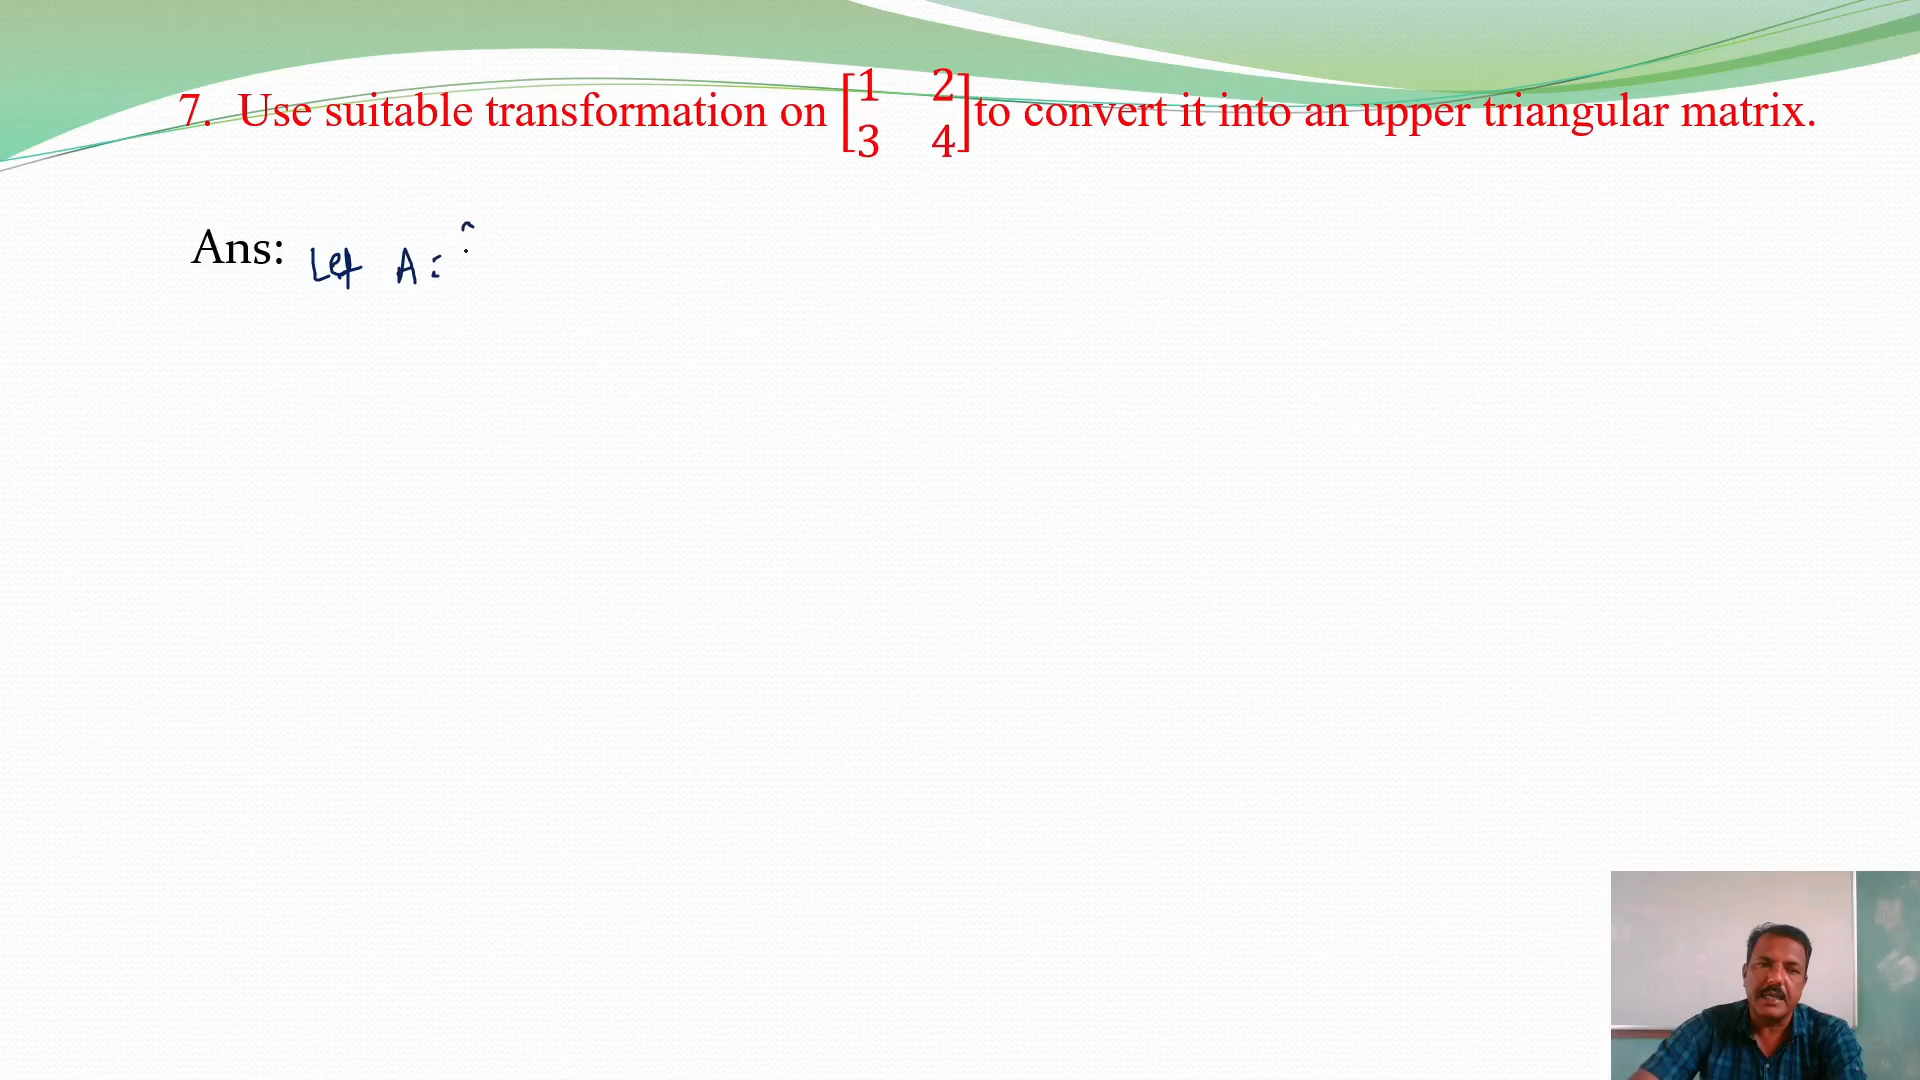 7. Use suitable transformation on [1 2
3 4] to convert it into an upper triangular matrix.
Ans: Let A =